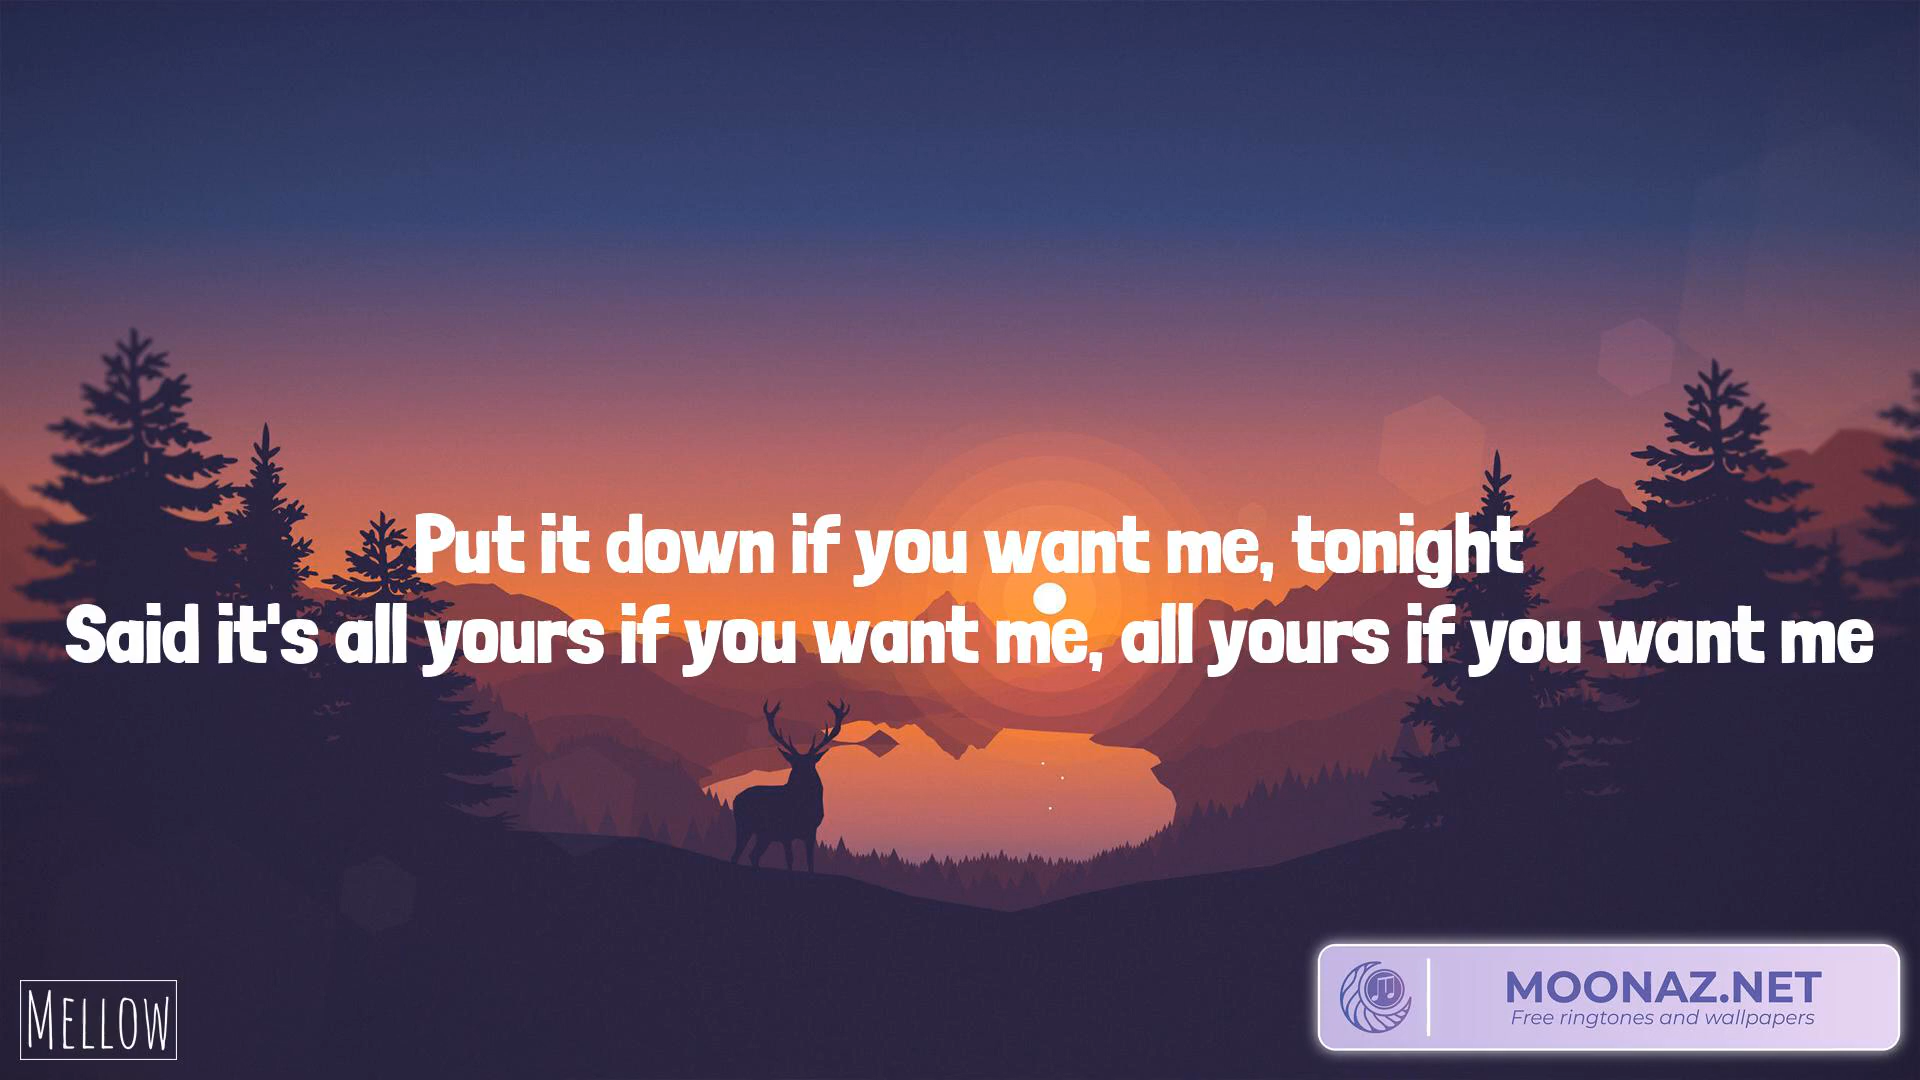 Put it down if you want me, tonight
Said it's all yours if you want me, all yours if you want me
MELLOW
MOONAZ.NET
Free ringtones and wallpapers